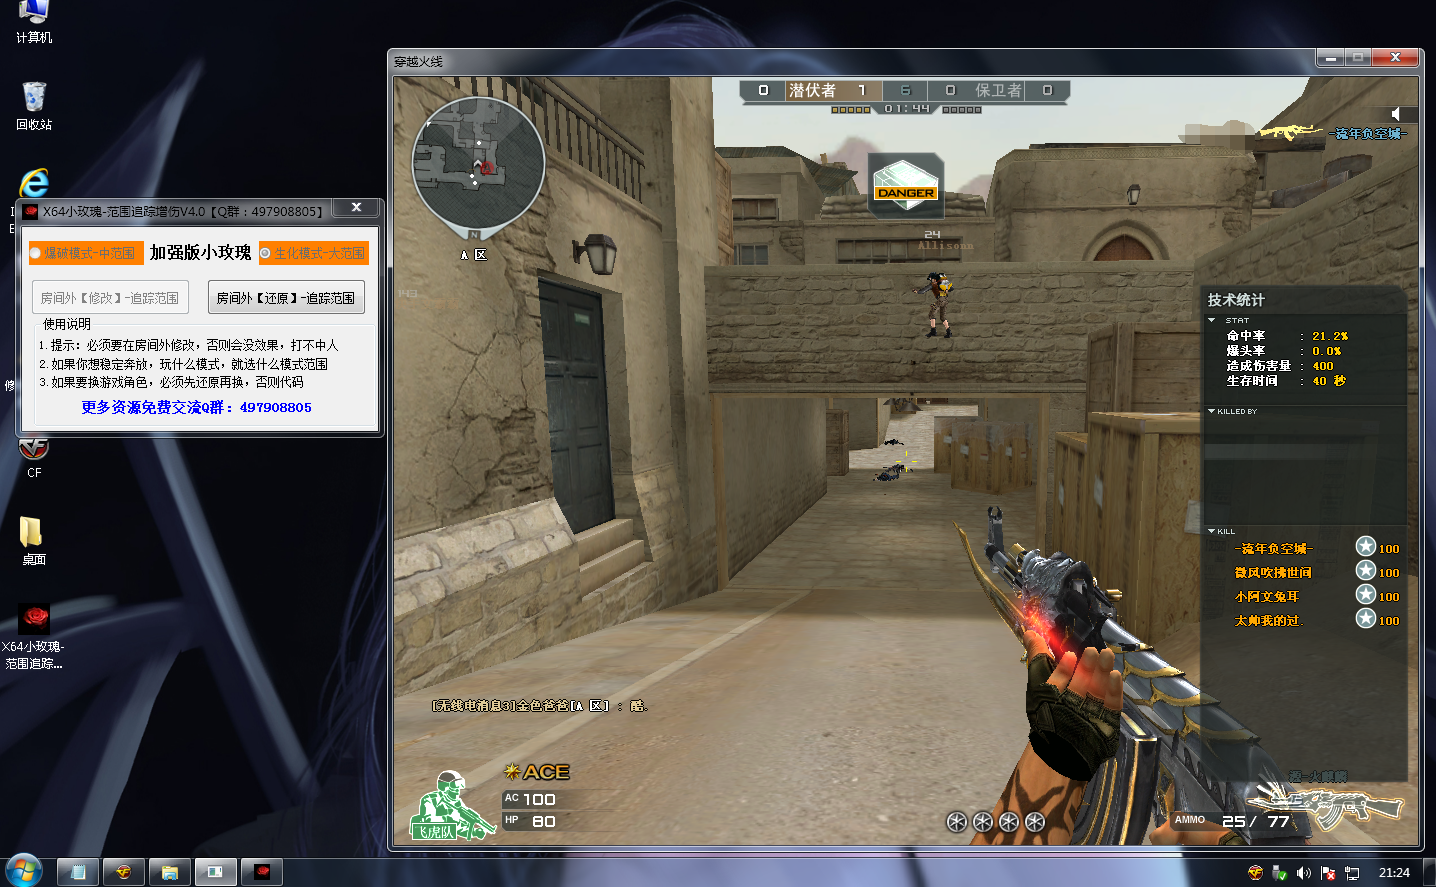 计算机
回收站
X64小玫瑰-范围追踪增伤V4.0【Q群：497908805】
爆破模式-中范围
加强版小玫瑰
生化模式-大范围
房间外【修改】-追踪范围
房间外【还原】-追踪范围
使用说明
1.提示：必须要在房间外修改，否则会没效果，打不中人
2.如果你想稳定奔放，玩什么模式，就选什么模式范围
3.如果要换游戏角色，必须先还原再换，否则代码
更多资源免费交流Q群：497908805
CF
桌面
X64小玫瑰-
范围追踪...
穿越火线
0 潜伏者 1 6 0 保卫者 0
01:44
-流年负空城-
N
A 区
DANGER
24
Allisonn
技术统计
STAT
命中率 : 21.2%
爆头率 : 0.0%
造成伤害量 : 400
生存时间 : 40 秒
KILLED BY
KILL
-流年负空城- 100
微风吹拂世间 100
小阿文兔耳 100
太帅我的过. 100
[无线电消息3]金色爸爸[A 区] : 酷.
ACE
AC 100
HP 80
飞虎队
AMMO 25/ 77
21:24